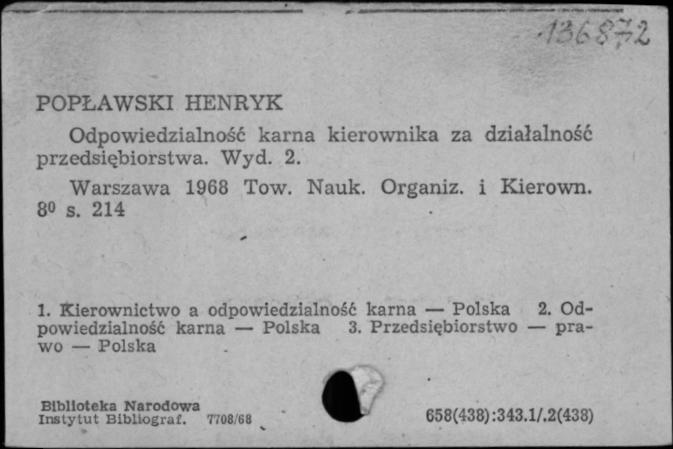 136872
POPŁAWSKI HENRYK
Odpowiedzialność karna kierownika za działalność
przedsiębiorstwa. Wyd. 2.
Warszawa 1968 Tow. Nauk. Organiz. i Kierown.
8⁰ s. 214
1. Kierownictwo a odpowiedzialność karna — Polska 2. Od-
powiedzialność karna — Polska 3. Przedsiębiorstwo — pra-
wo — Polska
Biblioteka Narodowa
Instytut Bibliograf. 7708/68
658(438):343.1/.2(438)